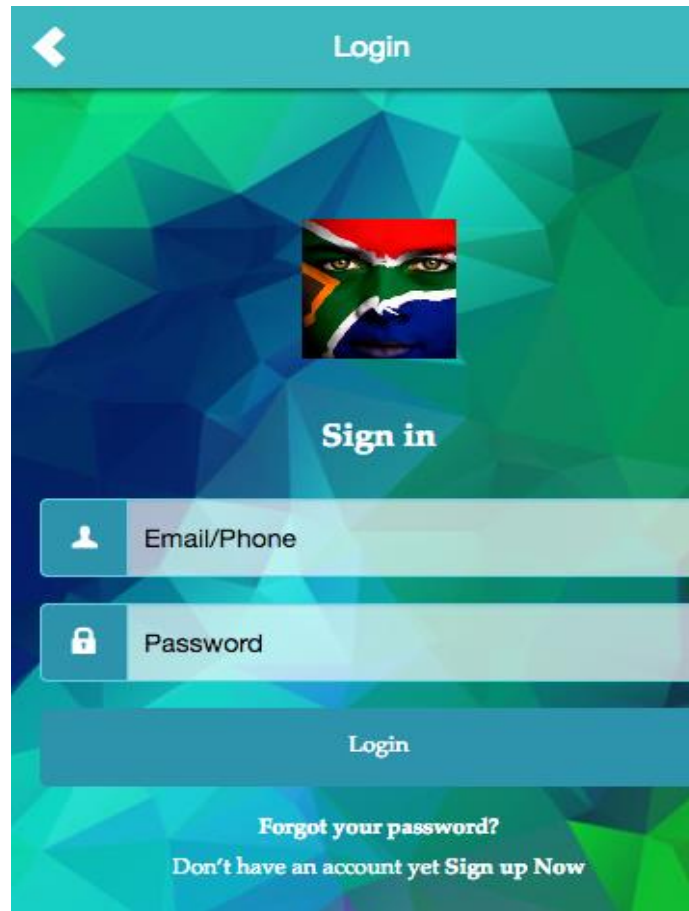 Login
Sign in
Email/Phone
Password
Login
Forgot your password?
Don't have an account yet Sign up Now